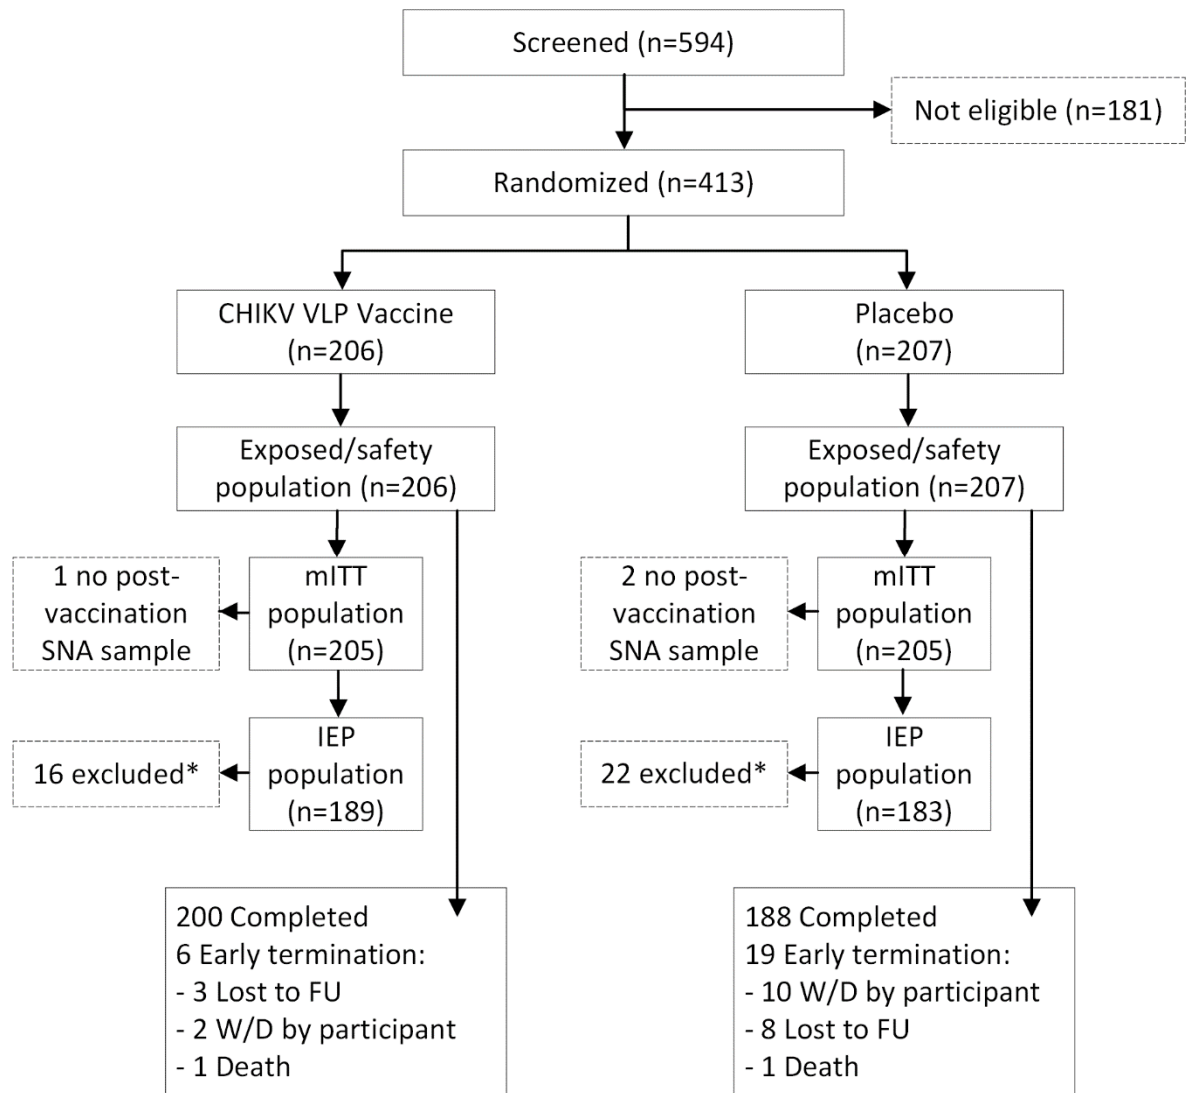 Screened (n=594)
Not eligible (n=181)
Randomized (n=413)
CHIKV VLP Vaccine
(n=206)
Placebo
(n=207)
Exposed/safety
population (n=206)
Exposed/safety
population (n=207)
1 no post-
vaccination
SNA sample
mITT
population
(n=205)
2 no post-
vaccination
SNA sample
mITT
population
(n=205)
16 excluded*
IEP
population
(n=189)
22 excluded*
IEP
population
(n=183)
200 Completed
6 Early termination:
- 3 Lost to FU
- 2 W/D by participant
- 1 Death
188 Completed
19 Early termination:
- 10 W/D by participant
- 8 Lost to FU
- 1 Death